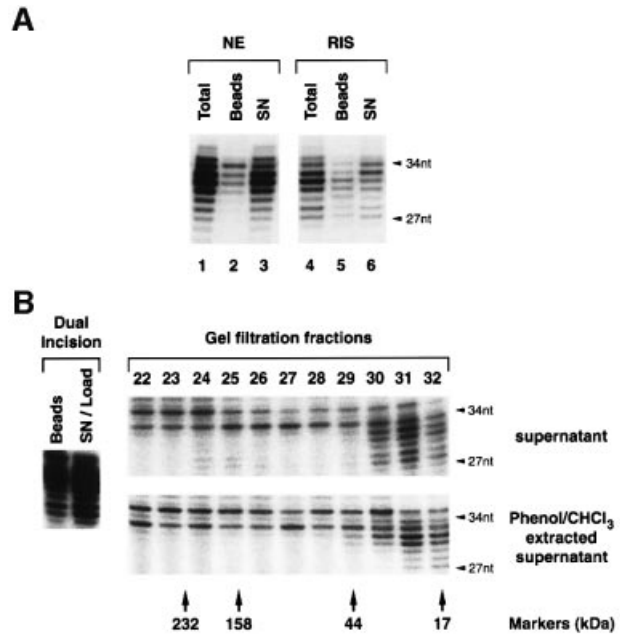 A
NE RIS
Total Beads SN Total Beads SN
34nt
27nt
1 2 3 4 5 6
B
Dual
Incision
Gel filtration fractions
Beads SN / Load
22 23 24 25 26 27 28 29 30 31 32
34nt
supernatant
27nt
34nt
Phenol/CHCl₃
extracted
supernatant
27nt
232 158 44 17 Markers (kDa)